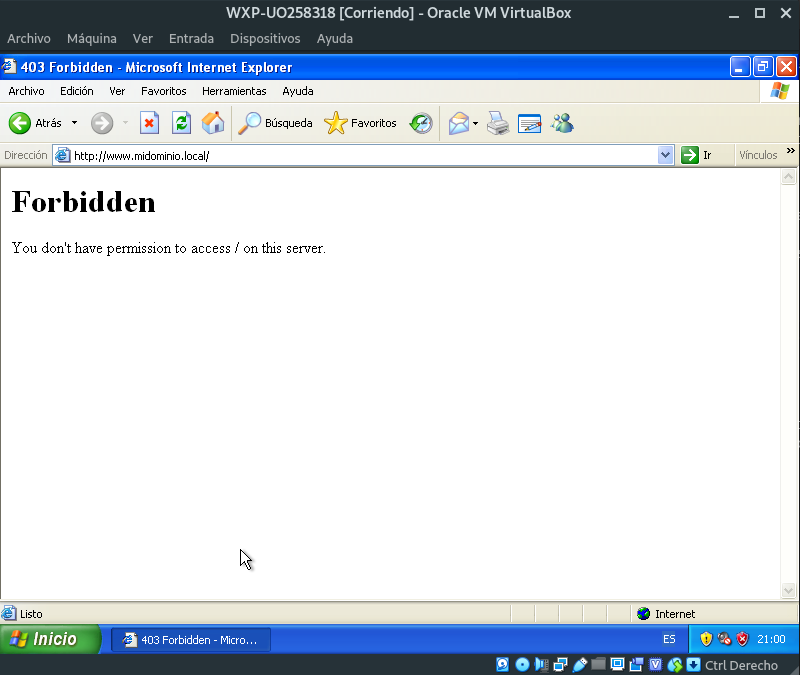 WXP-UO258318 [Corriendo] - Oracle VM VirtualBox
Archivo Máquina Ver Entrada Dispositivos Ayuda
403 Forbidden - Microsoft Internet Explorer
Archivo Edición Ver Favoritos Herramientas Ayuda
Atrás Búsqueda Favoritos
Dirección http://www.midominio.local/ Ir Vínculos »
Forbidden
You don't have permission to access / on this server.
Listo Internet
Inicio 403 Forbidden - Micro... ES 21:00
Ctrl Derecho